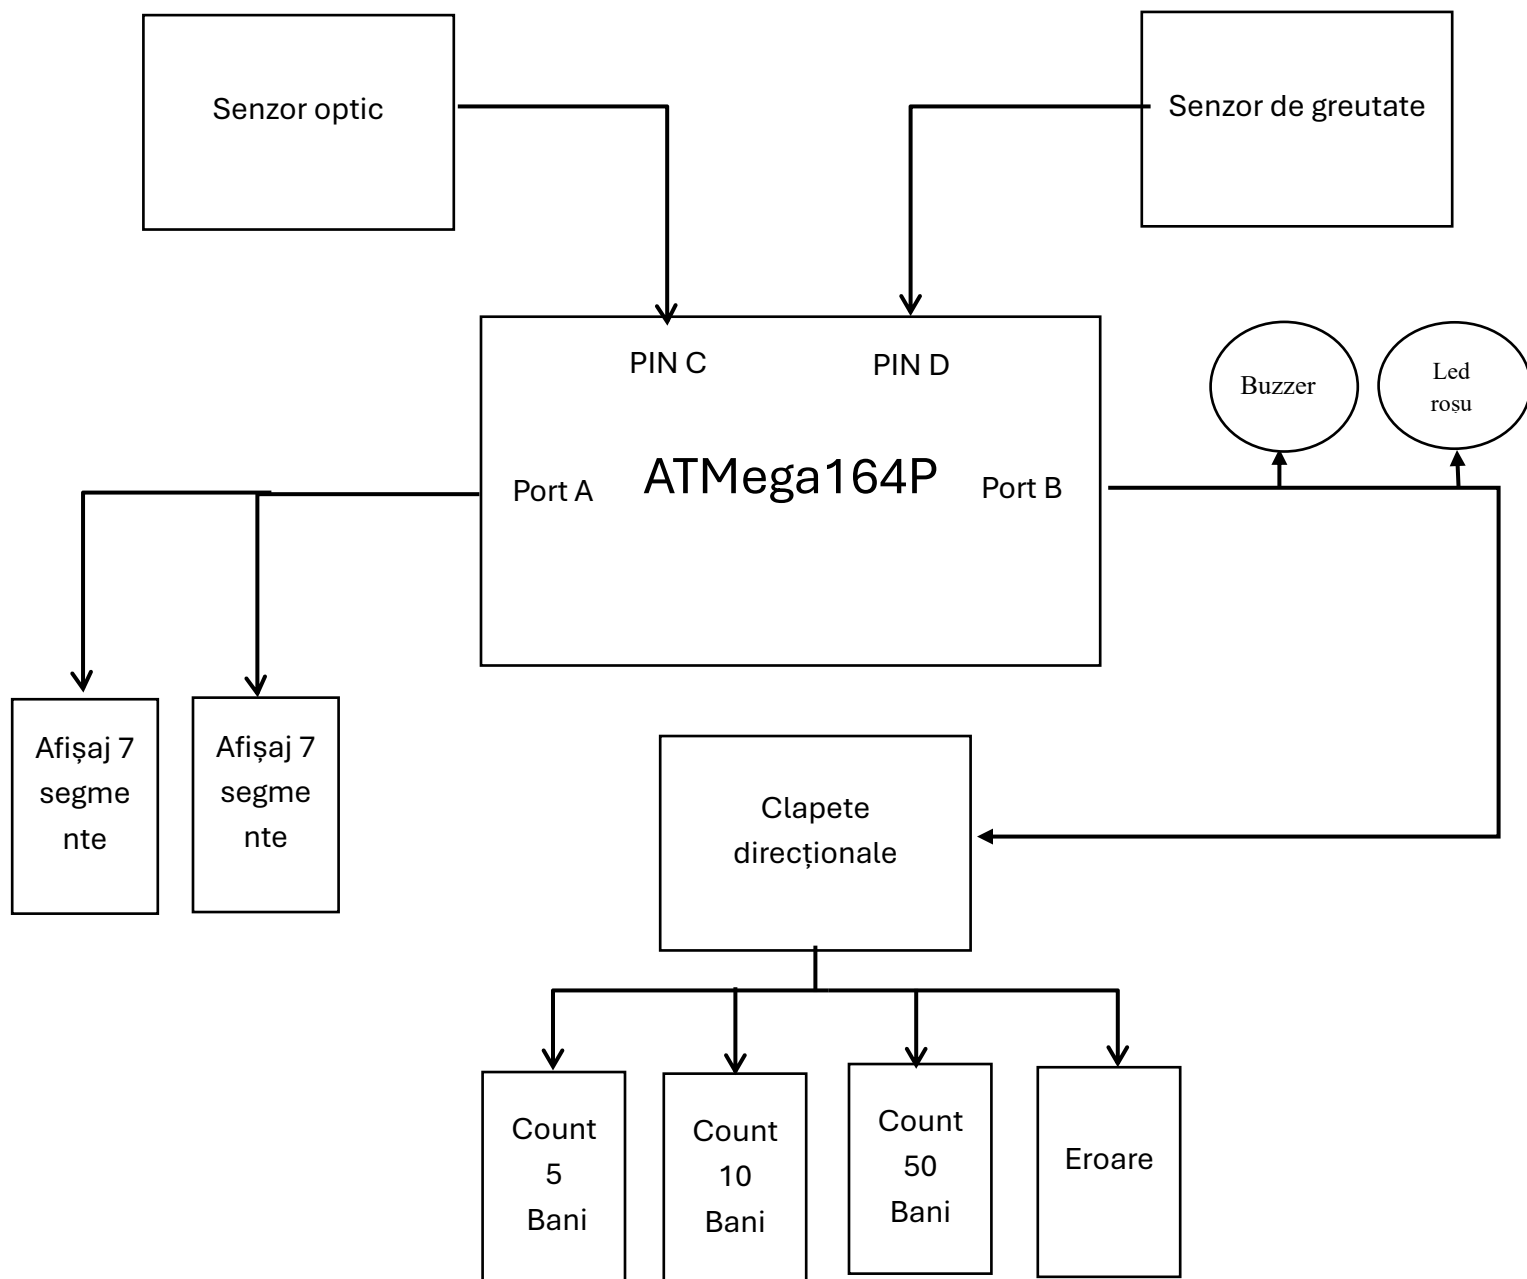 Senzor optic
Senzor de greutate
PIN C
PIN D
Buzzer
Led
roșu
Port A
ATMega164P
Port B
Afișaj 7
segme
nte
Afișaj 7
segme
nte
Clapete
direcționale
Count
5
Bani
Count
10
Bani
Count
50
Bani
Eroare